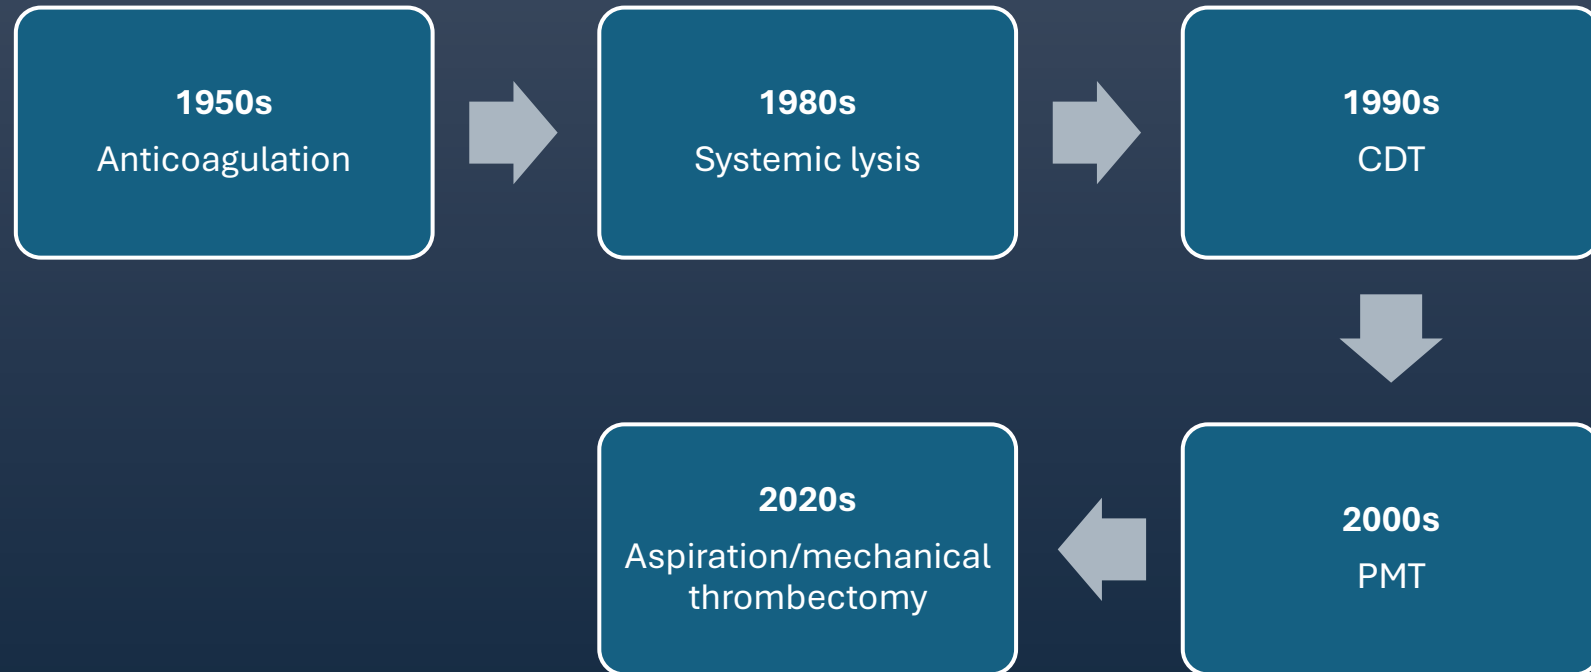 1950s
Anticoagulation
1980s
Systemic lysis
1990s
CDT
2000s
PMT
2020s
Aspiration/mechanical
thrombectomy